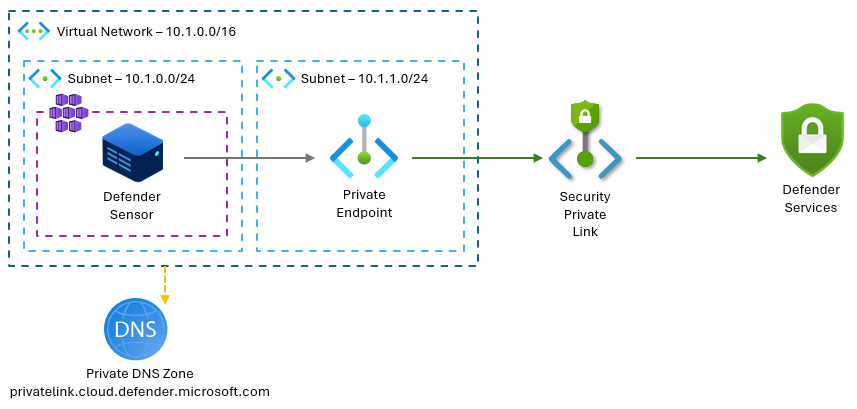 Virtual Network – 10.1.0.0/16
Subnet – 10.1.0.0/24
Subnet – 10.1.1.0/24
Defender
Sensor
Private
Endpoint
Security
Private
Link
Defender
Services
DNS
Private DNS Zone
privatelink.cloud.defender.microsoft.com